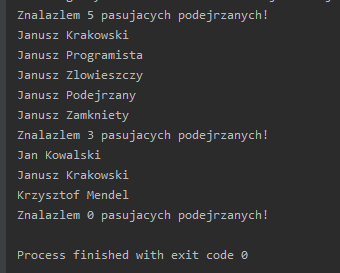 Znalazlem 5 pasujacych podejrzanych!
Janusz Krakowski
Janusz Programista
Janusz Zlowieszczy
Janusz Podejrzany
Janusz Zamkniety
Znalazlem 3 pasujacych podejrzanych!
Jan Kowalski
Janusz Krakowski
Krzysztof Mendel
Znalazlem 0 pasujacych podejrzanych!
Process finished with exit code 0